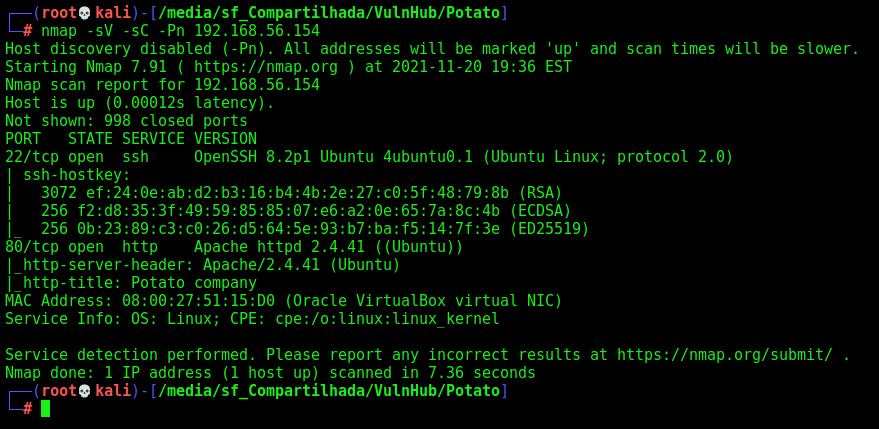 ┌──(root💀kali)-[/media/sf_Compartilhada/VulnHub/Potato]
└─# nmap -sV -sC -Pn 192.168.56.154
Host discovery disabled (-Pn). All addresses will be marked 'up' and scan times will be slower.
Starting Nmap 7.91 ( https://nmap.org ) at 2021-11-20 19:36 EST
Nmap scan report for 192.168.56.154
Host is up (0.00012s latency).
Not shown: 998 closed ports
PORT   STATE SERVICE VERSION
22/tcp open  ssh     OpenSSH 8.2p1 Ubuntu 4ubuntu0.1 (Ubuntu Linux; protocol 2.0)
| ssh-hostkey:
|   3072 ef:24:0e:ab:d2:b3:16:b4:4b:2e:27:c0:5f:48:79:8b (RSA)
|   256 f2:d8:35:3f:49:59:85:85:07:e6:a2:0e:65:7a:8c:4b (ECDSA)
|_  256 0b:23:89:c3:c0:26:d5:64:5e:93:b7:ba:f5:14:7f:3e (ED25519)
80/tcp open  http    Apache httpd 2.4.41 ((Ubuntu))
|_http-server-header: Apache/2.4.41 (Ubuntu)
|_http-title: Potato company
MAC Address: 08:00:27:51:15:D0 (Oracle VirtualBox virtual NIC)
Service Info: OS: Linux; CPE: cpe:/o:linux:linux_kernel

Service detection performed. Please report any incorrect results at https://nmap.org/submit/ .
Nmap done: 1 IP address (1 host up) scanned in 7.36 seconds
┌──(root💀kali)-[/media/sf_Compartilhada/VulnHub/Potato]
└─#